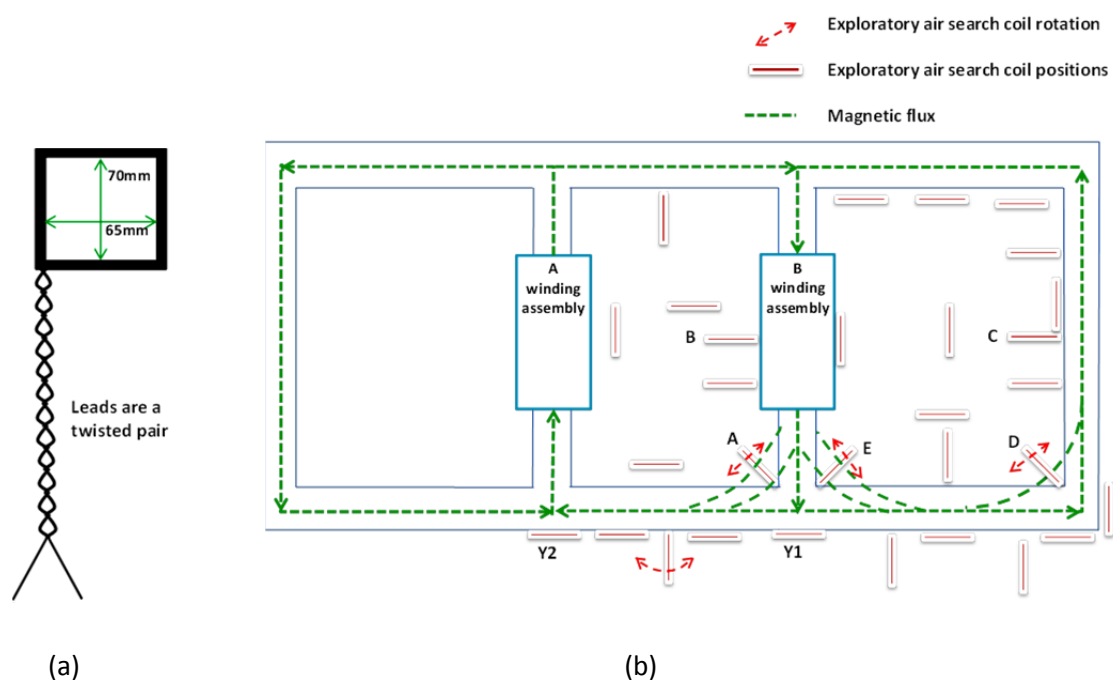 Exploratory air search coil rotation
Exploratory air search coil positions
Magnetic flux
70mm
65mm
Leads are a
twisted pair
A
winding
assembly
B
winding
assembly
B
C
A
E
D
Y2
Y1
(a)
(b)